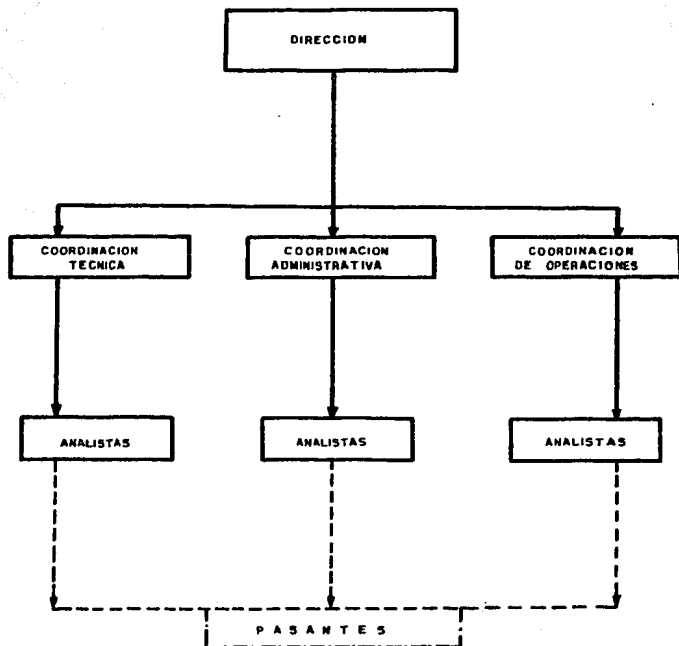 DIRECCION
COORDINACION
TECNICA
COORDINACION
ADMINISTRATIVA
COORDINACION
DE OPERACIONES
ANALISTAS
ANALISTAS
ANALISTAS
PASANTES